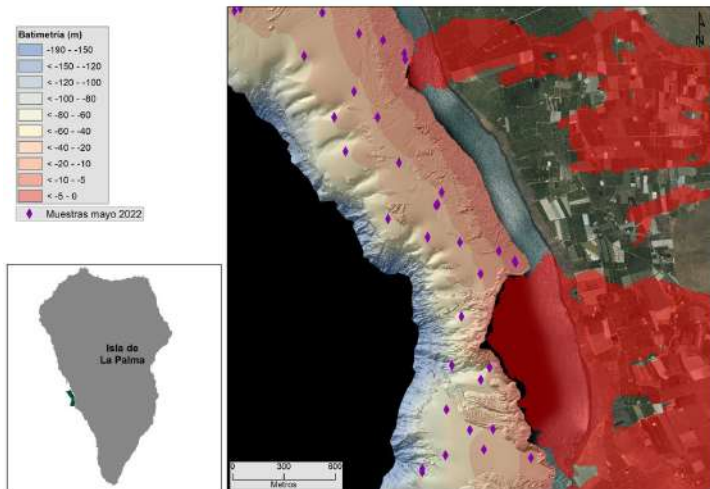 Batimetría (m)
-190 - -150
< -150 - -120
< -120 - -100
< -100 - -80
< -80 - -60
< -60 - -40
< -40 - -20
< -20 - -10
< -10 - -5
< -5 - 0
Muestras mayo 2022
Isla de
La Palma
N
0 300 600
Metros